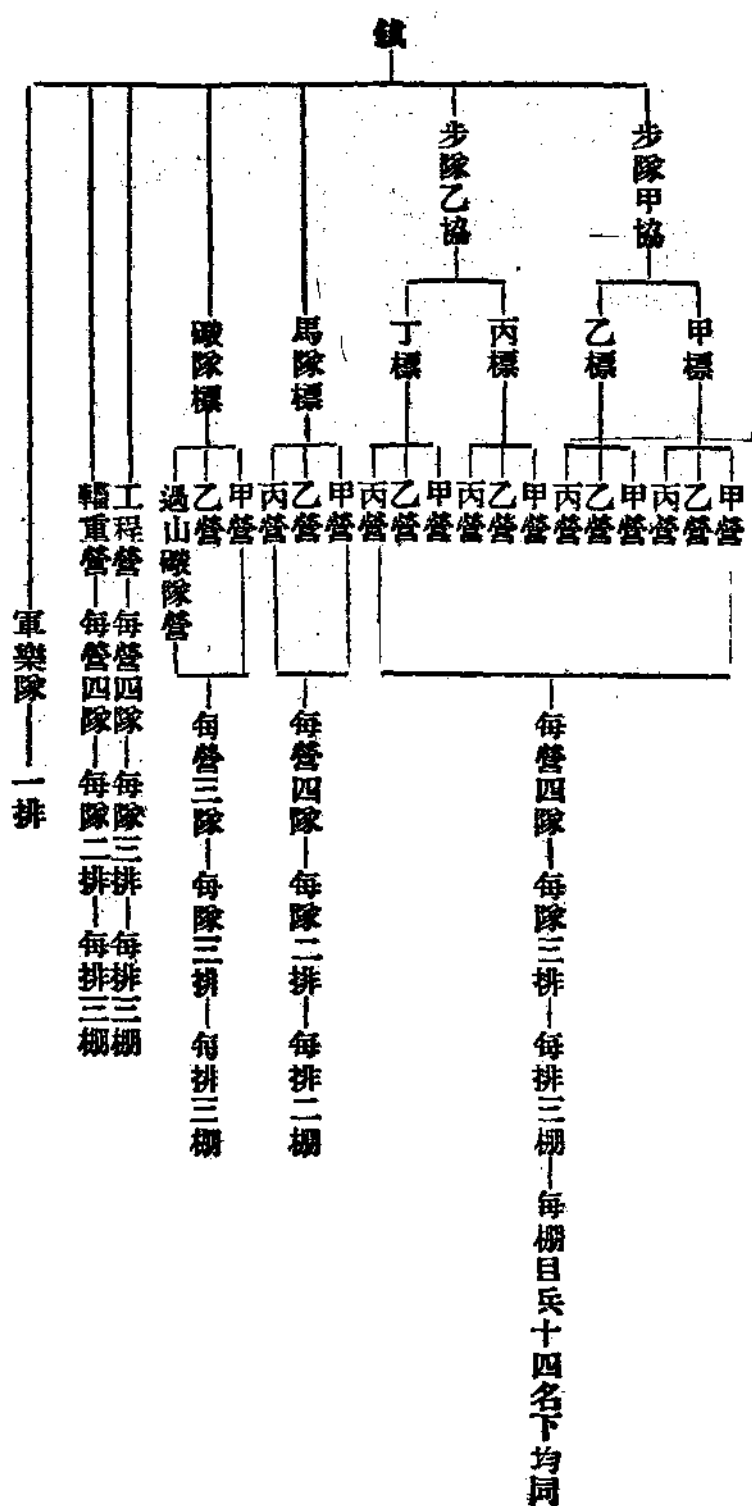 鎮
步隊甲協
步隊乙協
甲標
乙標
丙標
丁標
馬隊標
礮隊標
甲營
乙營
丙營
甲營
乙營
丙營
甲營
乙營
丙營
甲營
乙營
丙營
甲營
乙營
丙營
甲營
乙營
過山礮隊營
每營四隊 每隊三排 每排三棚 每棚目兵十四名下均同
每營四隊 每隊二排 每排二棚
每營三隊 每隊三排 每排三棚
工程營 每營四隊 每隊三排 每排三棚
輜重營 每營四隊 每隊二排 每排三棚
軍樂隊 一排